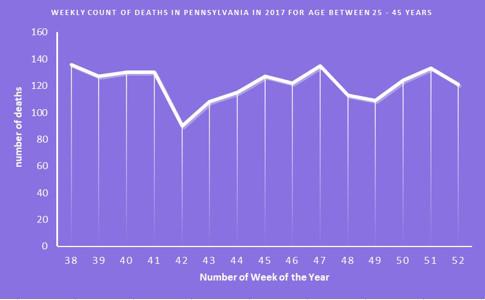 WEEKLY COUNT OF DEATHS IN PENNSYLVANIA IN 2017 FOR AGE BETWEEN 25 - 45 YEARS
160
140
120
100
80
60
40
20
0
number of deaths
38 39 40 41 42 43 44 45 46 47 48 49 50 51 52
Number of Week of the Year